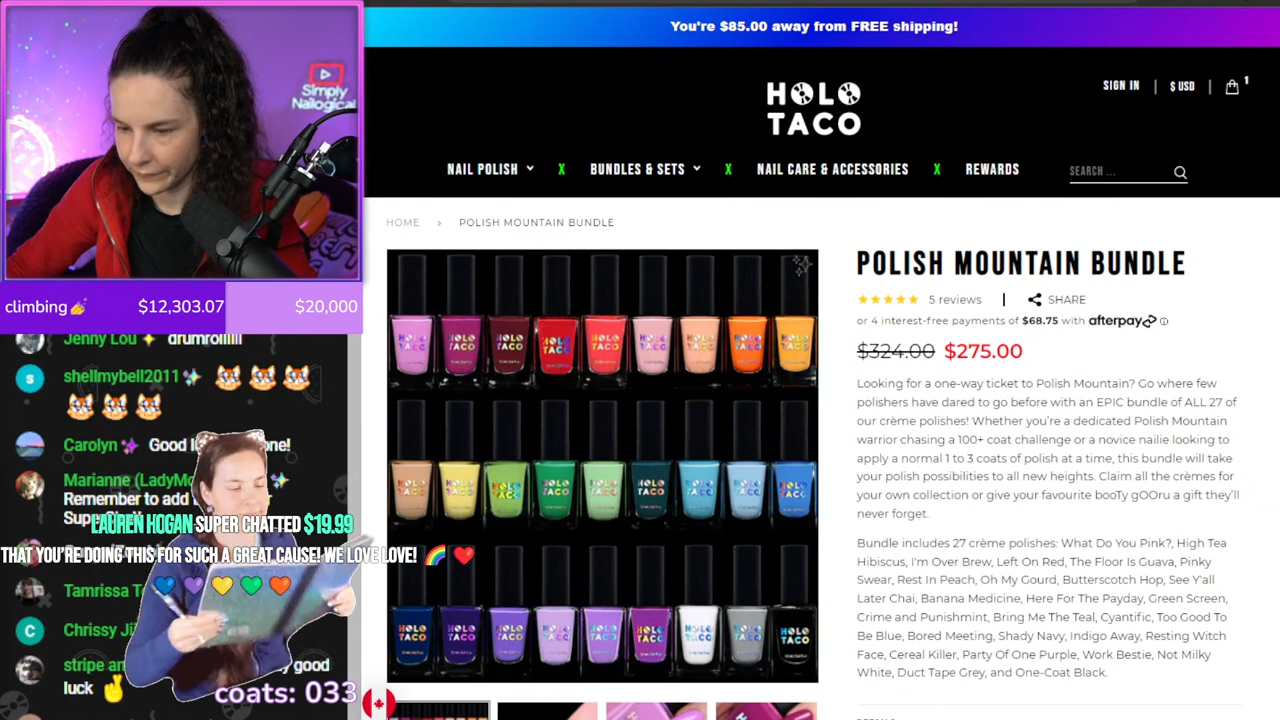 Simply
Nailogical
climbing💅 $12,303.07 $20,000
Jenny Lou✨ drumrollllll
shellmybell2011✨
Carolyn✨ Good
Remember to add
LAUREN HOGAN SUPER CHATTED $19.99
THAT YOU'RE DOING THIS FOR SUCH A GREAT CAUSE! WE LOVE LOVE! 🌈❤️
💙💜💛💚🧡
Chrissy
good
luck 🤞
coats: 033
You're $85.00 away from FREE shipping!
HOLO
TACO
SIGN IN | $ USD | 1
NAIL POLISH X BUNDLES & SETS X NAIL CARE & ACCESSORIES X REWARDS SEARCH ...
HOME › POLISH MOUNTAIN BUNDLE
POLISH MOUNTAIN BUNDLE
★★★★★ 5 reviews | SHARE
or 4 interest-free payments of $68.75 with afterpay ⓘ
$324.00 $275.00
Looking for a one-way ticket to Polish Mountain? Go where few
polishers have dared to go before with an EPIC bundle of ALL 27 of
our crème polishes! Whether you're a dedicated Polish Mountain
warrior chasing a 100+ coat challenge or a novice nailie looking to
apply a normal 1 to 3 coats of polish at a time, this bundle will take
your polish possibilities to all new heights. Claim all the crèmes for
your own collection or give your favourite booTy gOOru a gift they'll
never forget.
Bundle includes 27 crème polishes: What Do You Pink?, High Tea
Hibiscus, I'm Over Brew, Left On Red, The Floor Is Guava, Pinky
Swear, Rest In Peach, Oh My Gourd, Butterscotch Hop, See Y'all
Later Chai, Banana Medicine, Here For The Payday, Green Screen,
Crime and Punishmint, Bring Me The Teal, Cyantific, Too Good To
Be Blue, Bored Meeting, Shady Navy, Indigo Away, Resting Witch
Face, Cereal Killer, Party Of One Purple, Work Bestie, Not Milky
White, Duct Tape Grey, and One-Coat Black.